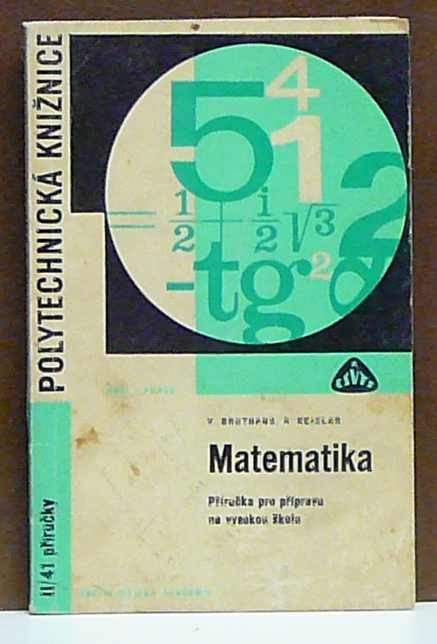 POLYTECHNICKÁ KNIŽNICE
II/41 příručky
5
4
1
2
= 1/2 + i/2 √3
- tg 2
Matematika
Příručka pro přípravu
na vysokou školu